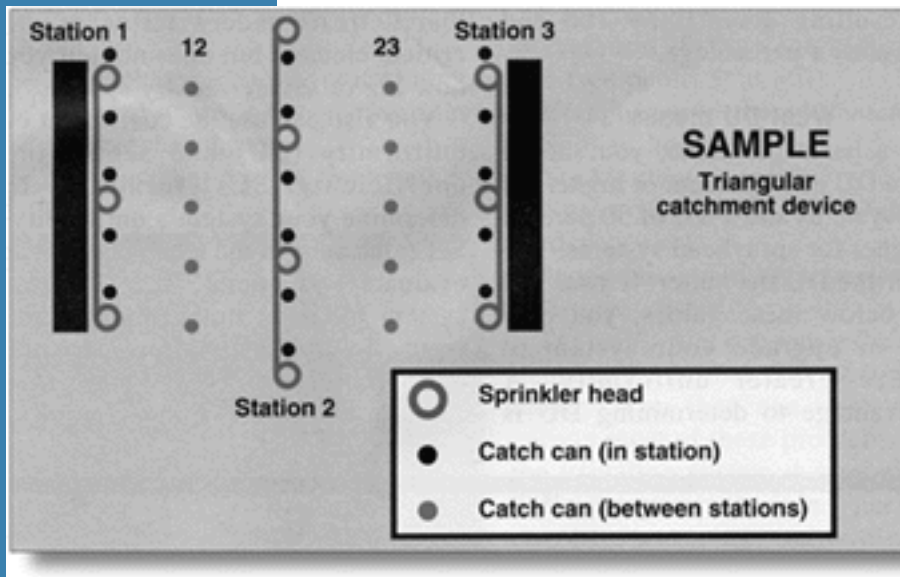 Station 1
12
23
Station 3
SAMPLE
Triangular
catchment device
Station 2
Sprinkler head
Catch can (in station)
Catch can (between stations)